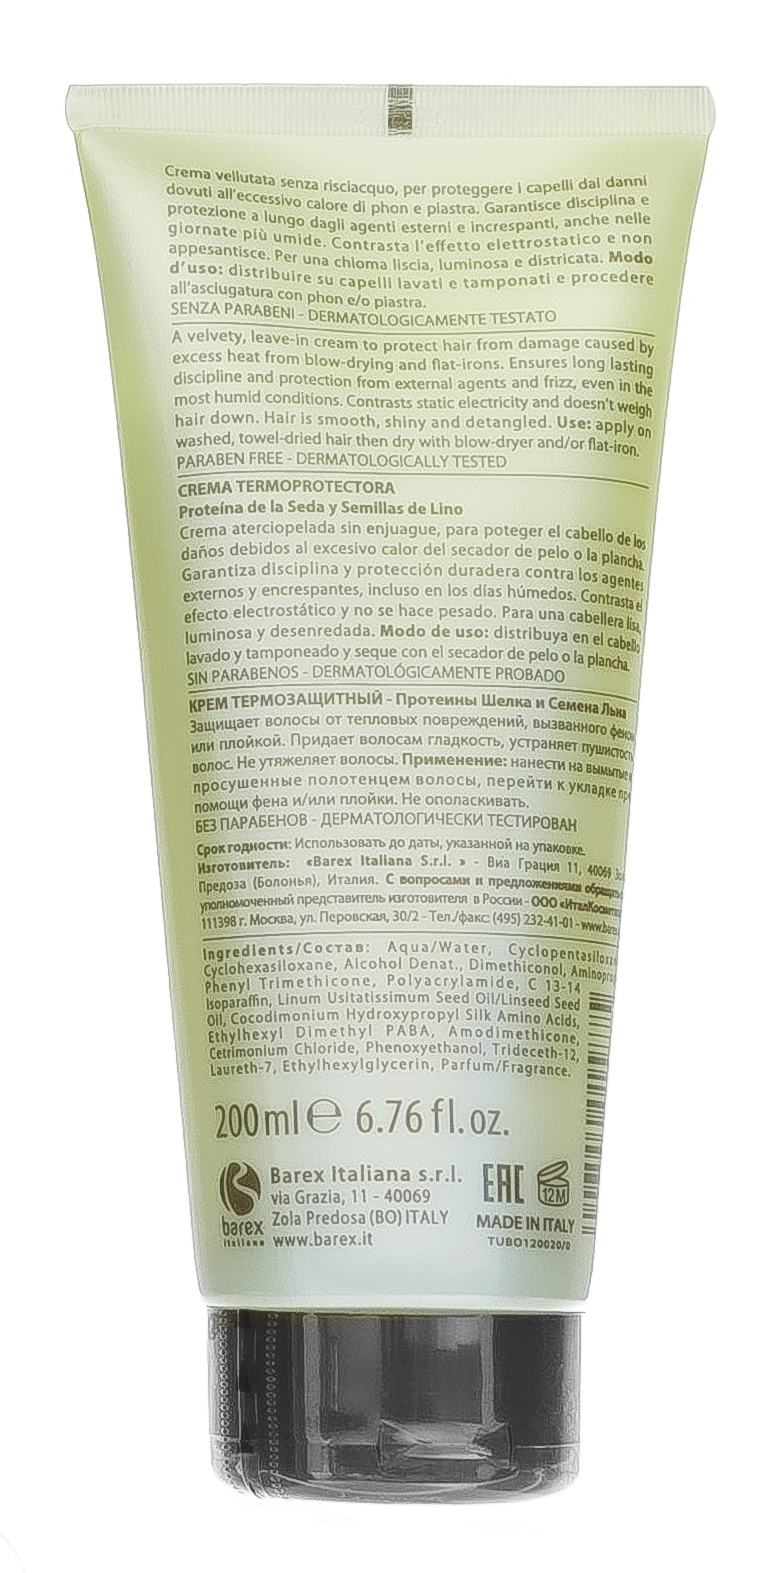 Crema vellutata senza risciacquo, per proteggere i capelli dai danni
dovuti all'eccessivo calore di phon e piastra. Garantisce disciplina e
protezione a lungo dagli agenti esterni e increspanti, anche nelle
giornate più umide. Contrasta l'effetto elettrostatico e non
appesantisce. Per una chioma liscia, luminosa e districata. Modo
d'uso: distribuire su capelli lavati e tamponati e procedere
all'asciugatura con phon e/o piastra.
SENZA PARABENI - DERMATOLOGICAMENTE TESTATO
A velvety, leave-in cream to protect hair from damage caused by
excess heat from blow-drying and flat-irons. Ensures long lasting
discipline and protection from external agents and frizz, even in the
most humid conditions. Contrasts static electricity and doesn't weigh
hair down. Hair is smooth, shiny and detangled. Use: apply on
washed, towel-dried hair then dry with blow-dryer and/or flat-iron.
PARABEN FREE - DERMATOLOGICALLY TESTED
CREMA TERMOPROTECTORA
Proteína de la Seda y Semillas de Lino
Crema aterciopelada sin enjuague, para poteger el cabello de los
daños debidos al excesivo calor del secador de pelo o la plancha.
Garantiza disciplina y protección duradera contra los agentes
externos y encrespantes, incluso en los días húmedos. Contrasta el
efecto electrostático y no se hace pesado. Para una cabellera lisa,
luminosa y desenredada. Modo de uso: distribuya en el cabello
lavado y tamponeado y seque con el secador de pelo o la plancha.
SIN PARABENOS - DERMATOLÓGICAMENTE PROBADO
КРЕМ ТЕРМОЗАЩИТНЫЙ - Протеины Шелка и Семена Льна
Защищает волосы от тепловых повреждений, вызванного феном
или плойкой. Придает волосам гладкость, устраняет пушистость
волос. Не утяжеляет волосы. Применение: нанести на вымытые и
просушенные полотенцем волосы, перейти к укладке при
помощи фена и/или плойки. Не ополаскивать.
БЕЗ ПАРАБЕНОВ - ДЕРМАТОЛОГИЧЕСКИ ТЕСТИРОВАН
Срок годности: Использовать до даты, указанной на упаковке.
Изготовитель: «Barex Italiana S.r.l. » - Виа Грация 11, 40069
Предоза (Болонья), Италия. С вопросами и предложениями
уполномоченный представитель изготовителя в России - ООО
111398 г. Москва, ул. Перовская, 30/2 - Тел./факс: (495) 232-41-01 -
Ingredients/Состав: Aqua/Water, Cyclopentasiloxan
Cyclohexasiloxane, Alcohol Denat., Dimethiconol, Aminoprop
Phenyl Trimethicone, Polyacrylamide, C 13-14
Isoparaffin, Linum Usitatissimum Seed Oil/Linseed Seed
Oil, Cocodimonium Hydroxypropyl Silk Amino Acids,
Ethylhexyl Dimethyl PABA, Amodimethicone,
Cetrimonium Chloride, Phenoxyethanol, Trideceth-12,
Laureth-7, Ethylhexylglycerin, Parfum/Fragrance.
200 ml e 6.76 fl. oz.
Barex Italiana s.r.l.
via Grazia, 11 - 40069
Zola Predosa (BO) ITALY
www.barex.it
barex
italiana
EAC
12M
MADE IN ITALY
TUBO120020/0